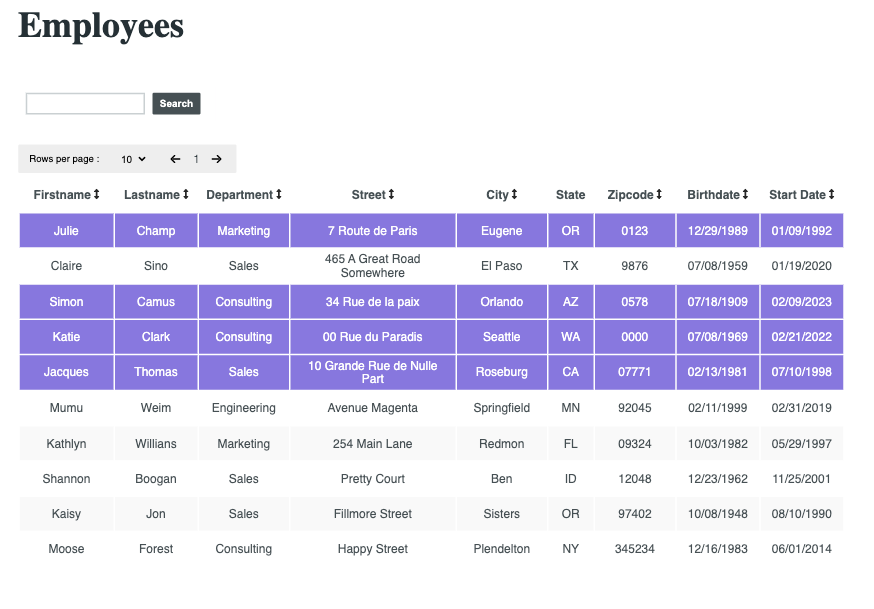 Employees
Search
Rows per page : 10 1
Firstname Lastname Department Street City State Zipcode Birthdate Start Date
Julie Champ Marketing 7 Route de Paris Eugene OR 0123 12/29/1989 01/09/1992
Claire Sino Sales 465 A Great Road Somewhere El Paso TX 9876 07/08/1959 01/19/2020
Simon Camus Consulting 34 Rue de la paix Orlando AZ 0578 07/18/1909 02/09/2023
Katie Clark Consulting 00 Rue du Paradis Seattle WA 0000 07/08/1969 02/21/2022
Jacques Thomas Sales 10 Grande Rue de Nulle Part Roseburg CA 07771 02/13/1981 07/10/1998
Mumu Weim Engineering Avenue Magenta Springfield MN 92045 02/11/1999 02/31/2019
Kathlyn Willians Marketing 254 Main Lane Redmon FL 09324 10/03/1982 05/29/1997
Shannon Boogan Sales Pretty Court Ben ID 12048 12/23/1962 11/25/2001
Kaisy Jon Sales Fillmore Street Sisters OR 97402 10/08/1948 08/10/1990
Moose Forest Consulting Happy Street Plendelton NY 345234 12/16/1983 06/01/2014